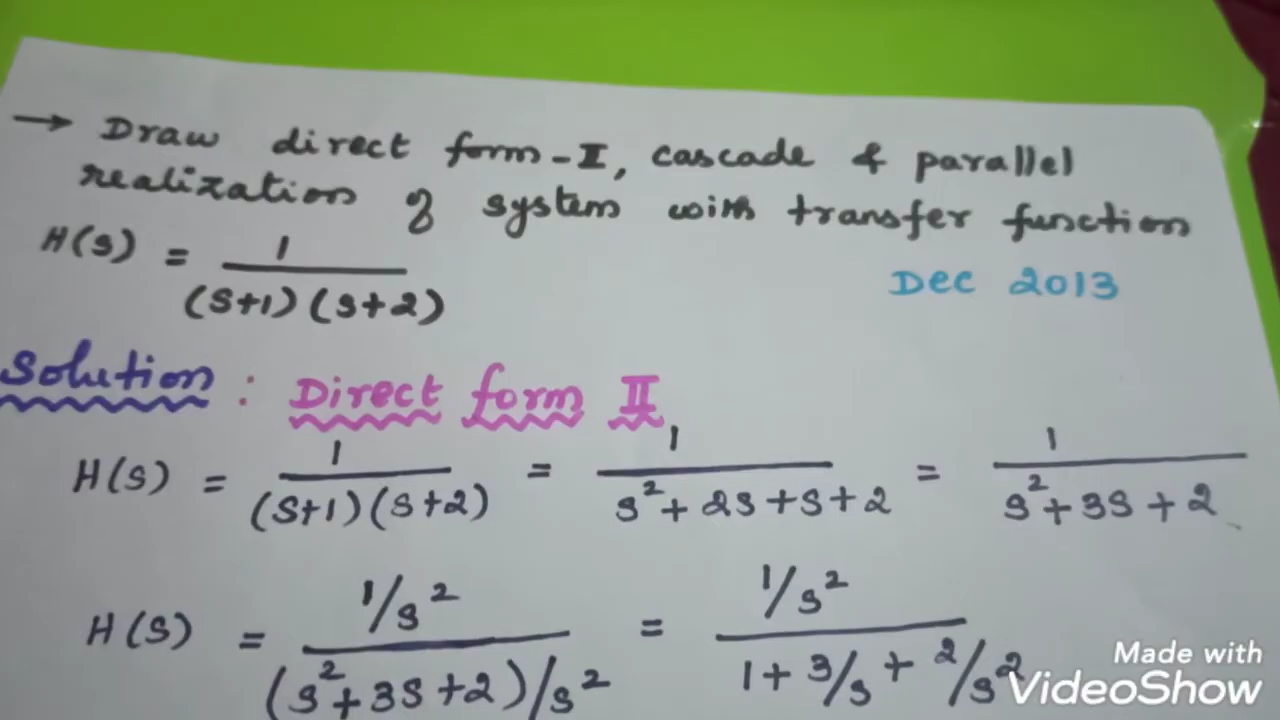 → Draw direct form-II, cascade & parallel
realization of system with transfer function
H(s) = 1 / (s+1)(s+2)
Dec 2013
Solution : Direct form II
H(s) = 1 / (s+1)(s+2) = 1 / s² + 2s + s + 2 = 1 / s² + 3s + 2
H(s) = 1/s² / (s² + 3s + 2)/s² = 1/s² / 1 + 3/s + 2/s²
Made with
VideoShow